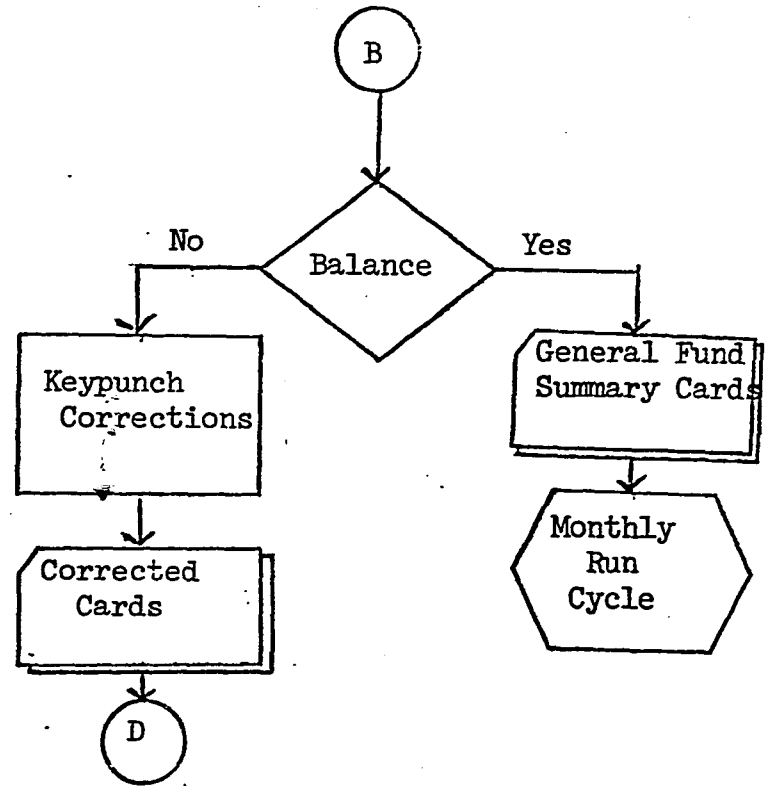 B
Balance
No
Yes
Keypunch
Corrections
General Fund
Summary Cards
Corrected
Cards
Monthly
Run
Cycle
D